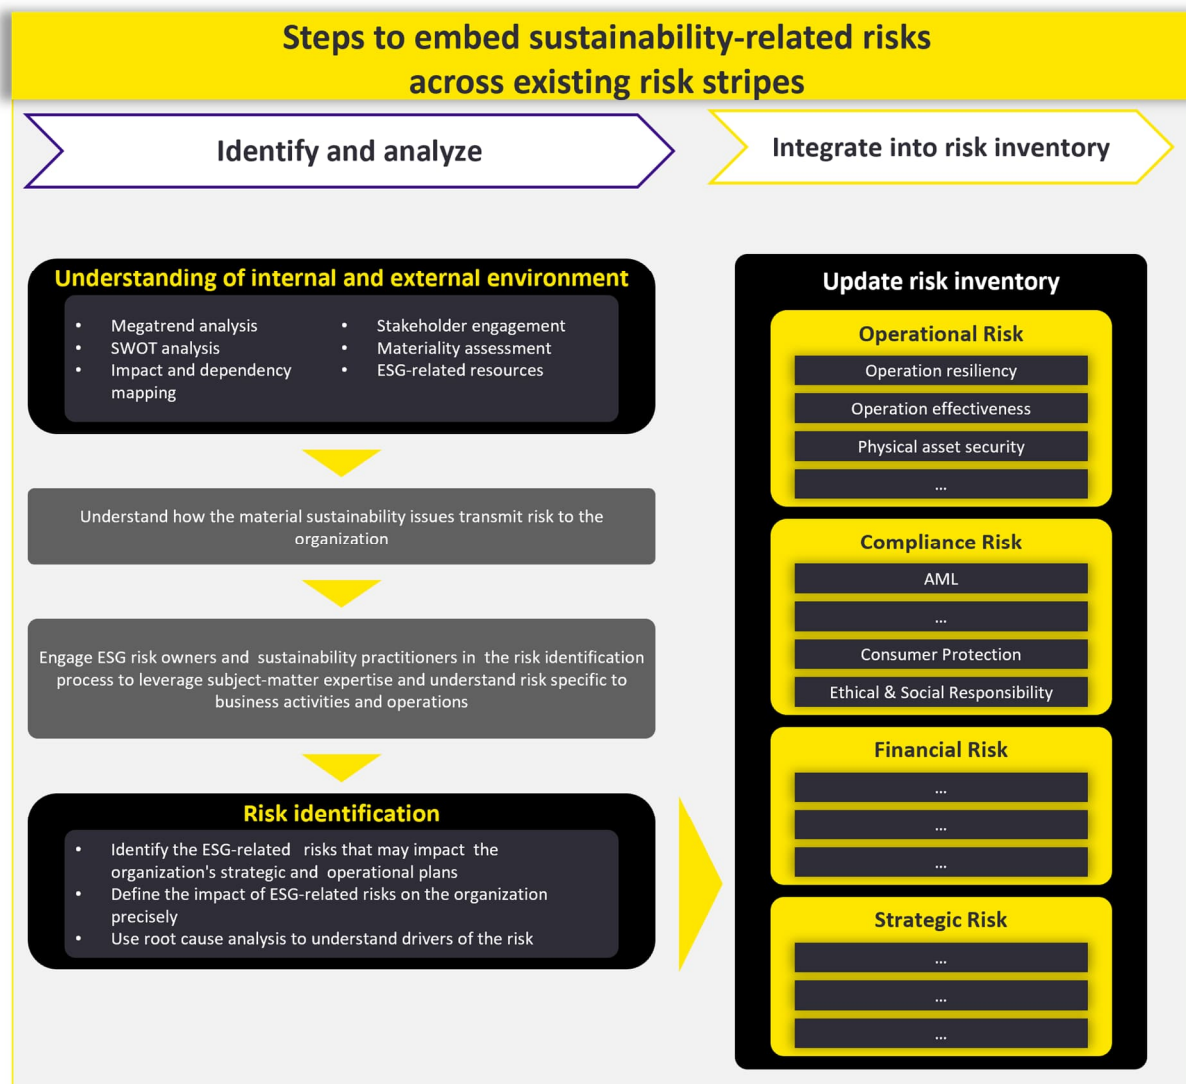 Steps to embed sustainability-related risks
across existing risk stripes
Identify and analyze
Integrate into risk inventory
Understanding of internal and external environment
• Megatrend analysis
• SWOT analysis
• Impact and dependency
mapping
• Stakeholder engagement
• Materiality assessment
• ESG-related resources
Understand how the material sustainability issues transmit risk to the
organization
Engage ESG risk owners and sustainability practitioners in the risk identification
process to leverage subject-matter expertise and understand risk specific to
business activities and operations
Risk identification
• Identify the ESG-related risks that may impact the
organization's strategic and operational plans
• Define the impact of ESG-related risks on the organization
precisely
• Use root cause analysis to understand drivers of the risk
Update risk inventory
Operational Risk
Operation resiliency
Operation effectiveness
Physical asset security
...
Compliance Risk
AML
...
Consumer Protection
Ethical & Social Responsibility
Financial Risk
...
...
...
Strategic Risk
...
...
...